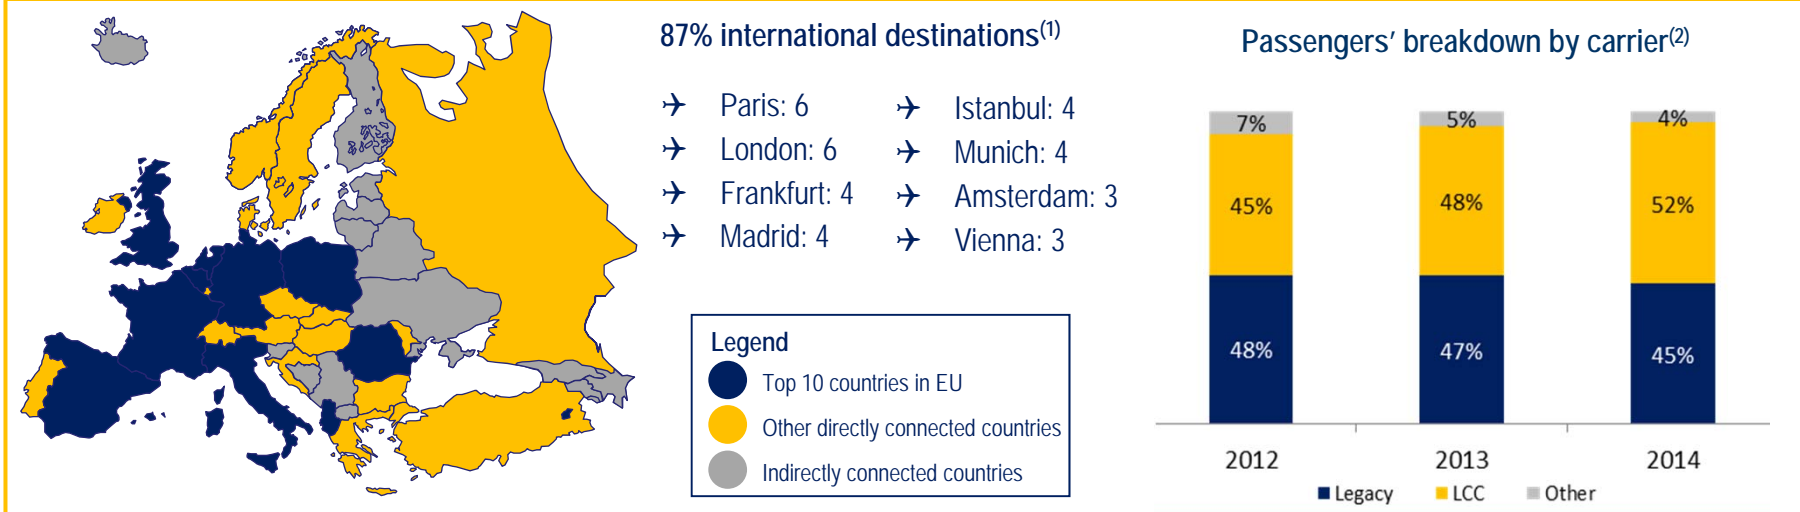 87% international destinations(1)
Paris: 6
London: 6
Frankfurt: 4
Madrid: 4
Istanbul: 4
Munich: 4
Amsterdam: 3
Vienna: 3
Legend
Top 10 countries in EU
Other directly connected countries
Indirectly connected countries
Passengers’ breakdown by carrier(2)
7% 5% 4%
45% 48% 52%
48% 47% 45%
2012 2013 2014
Legacy LCC Other